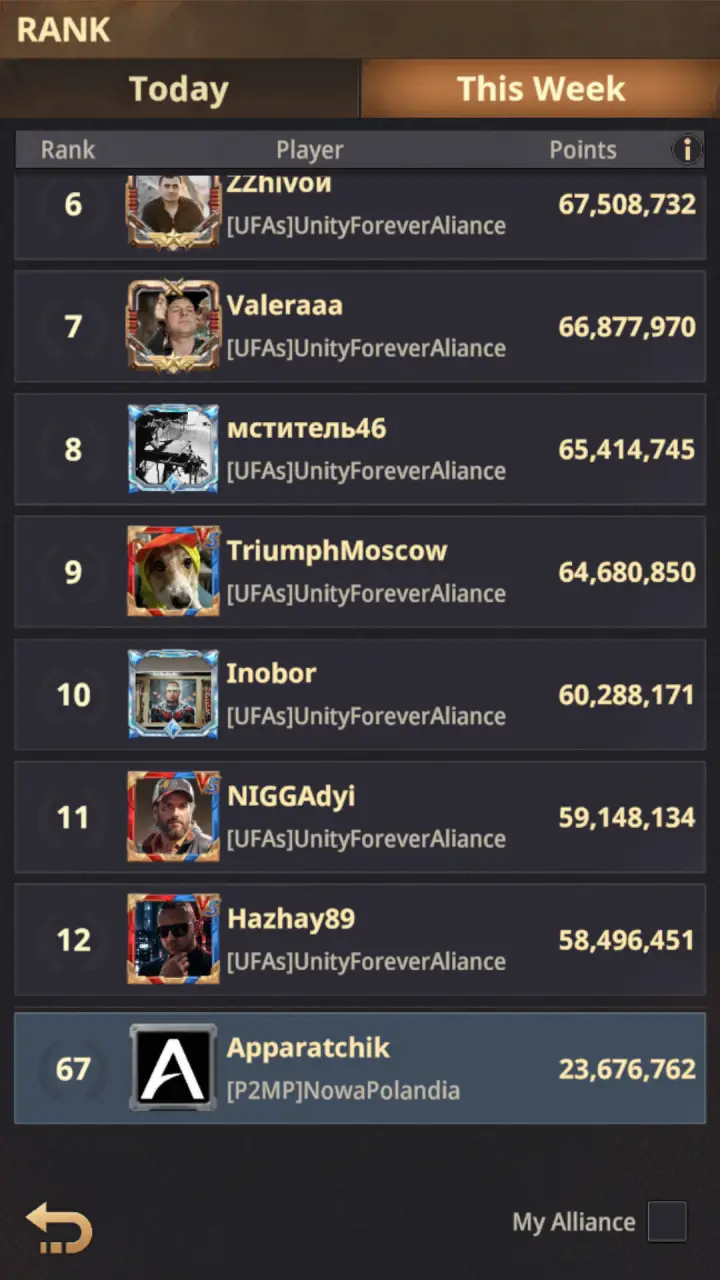 RANK
Today
This Week
Rank
Player
Points
6
ZZhivoй
67,508,732
[UFAs]UnityForeverAliance
7
Valeraaa
66,877,970
[UFAs]UnityForeverAliance
8
мститель46
65,414,745
[UFAs]UnityForeverAliance
9
TriumphMoscow
64,680,850
[UFAs]UnityForeverAliance
10
Inobor
60,288,171
[UFAs]UnityForeverAliance
11
NIGGAdyi
59,148,134
[UFAs]UnityForeverAliance
12
Hazhay89
58,496,451
[UFAs]UnityForeverAliance
67
Apparatchik
23,676,762
[P2MP]NowaPolandia
My Alliance